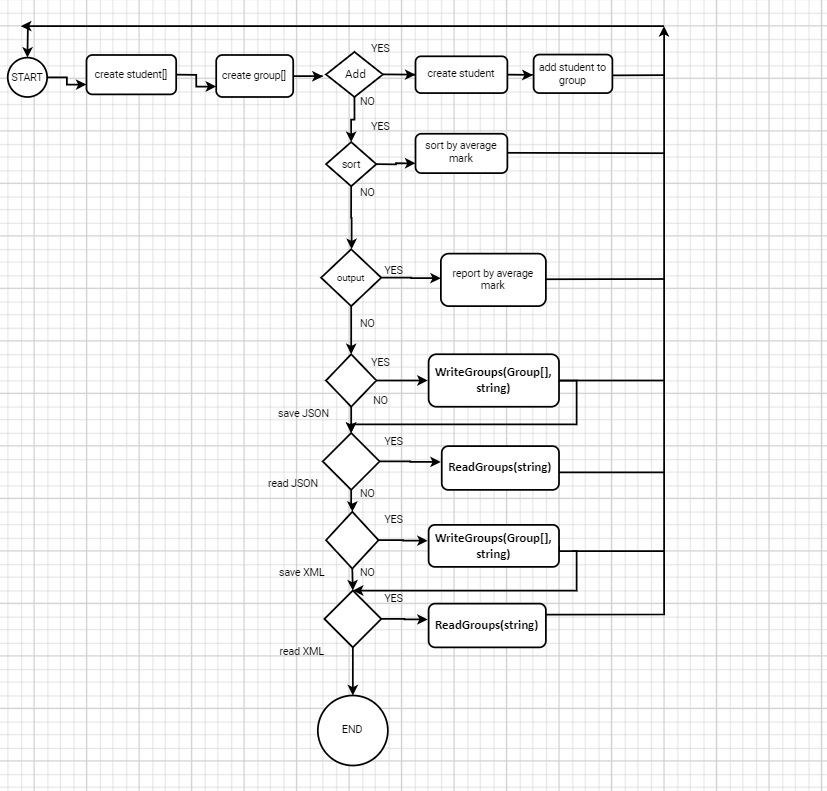 YES
START
create student[]
create group[]
Add
create student
add student to
group
NO
YES
sort
sort by average
mark
NO
output
YES
report by average
mark
NO
YES
WriteGroups(Group[],
string)
NO
save JSON
YES
ReadGroups(string)
read JSON
NO
YES
WriteGroups(Group[],
string)
save XML
NO
YES
ReadGroups(string)
read XML
END